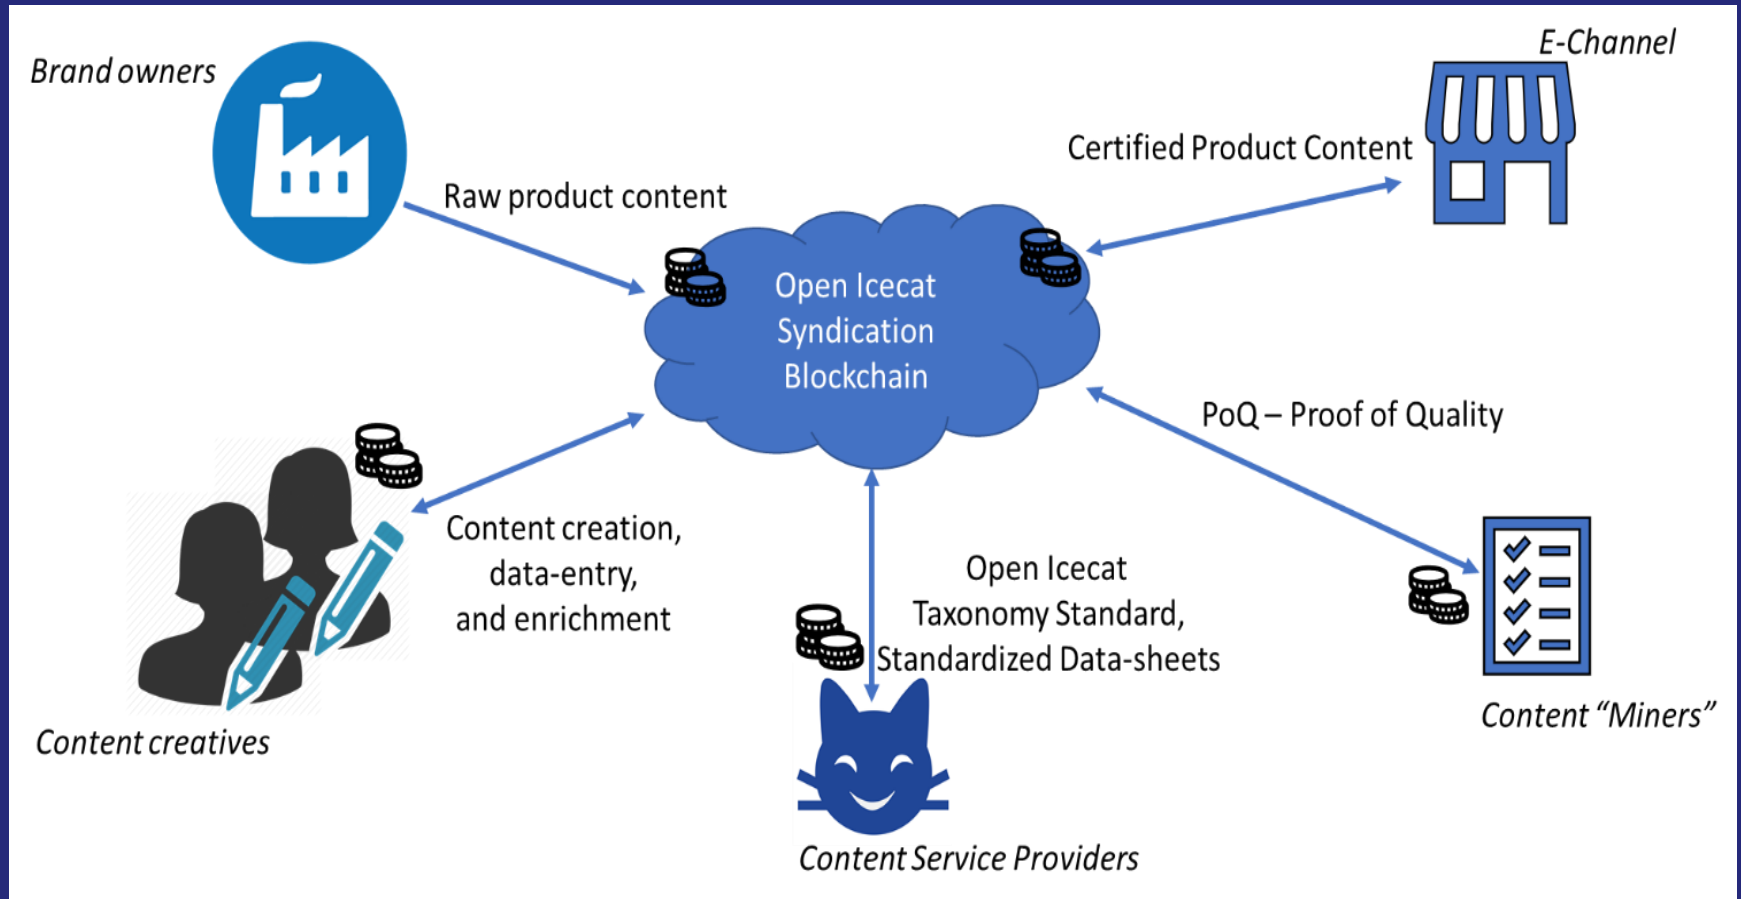 Brand owners
E-Channel
Raw product content
Certified Product Content
Open Icecat
Syndication
Blockchain
PoQ – Proof of Quality
Content creation,
data-entry,
and enrichment
Open Icecat
Taxonomy Standard,
Standardized Data-sheets
Content creatives
Content “Miners”
Content Service Providers